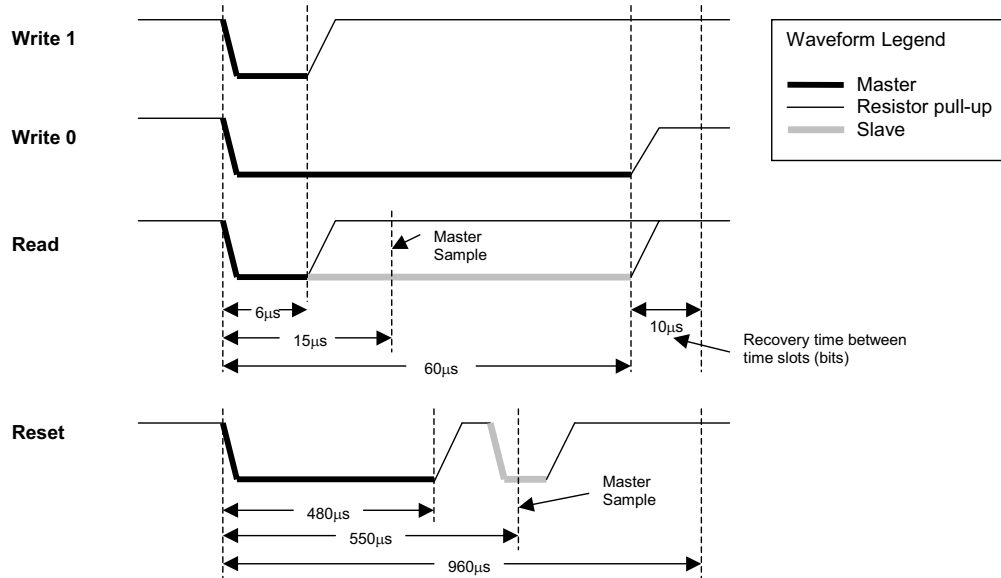 Write 1
Waveform Legend
Master
Resistor pull-up
Slave
Write 0
Read
Master
Sample
6μs
15μs
10μs
Recovery time between
time slots (bits)
60μs
Reset
Master
Sample
480μs
550μs
960μs